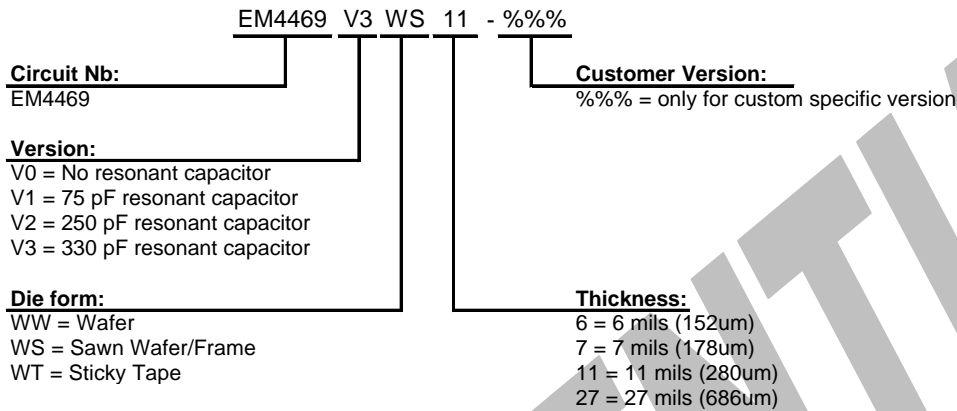 EM4469 V3 WS 11 - %%%
Circuit Nb:
EM4469
Customer Version:
%%% = only for custom specific version
Version:
V0 = No resonant capacitor
V1 = 75 pF resonant capacitor
V2 = 250 pF resonant capacitor
V3 = 330 pF resonant capacitor
Die form:
WW = Wafer
WS = Sawn Wafer/Frame
WT = Sticky Tape
Thickness:
6 = 6 mils (152um)
7 = 7 mils (178um)
11 = 11 mils (280um)
27 = 27 mils (686um)